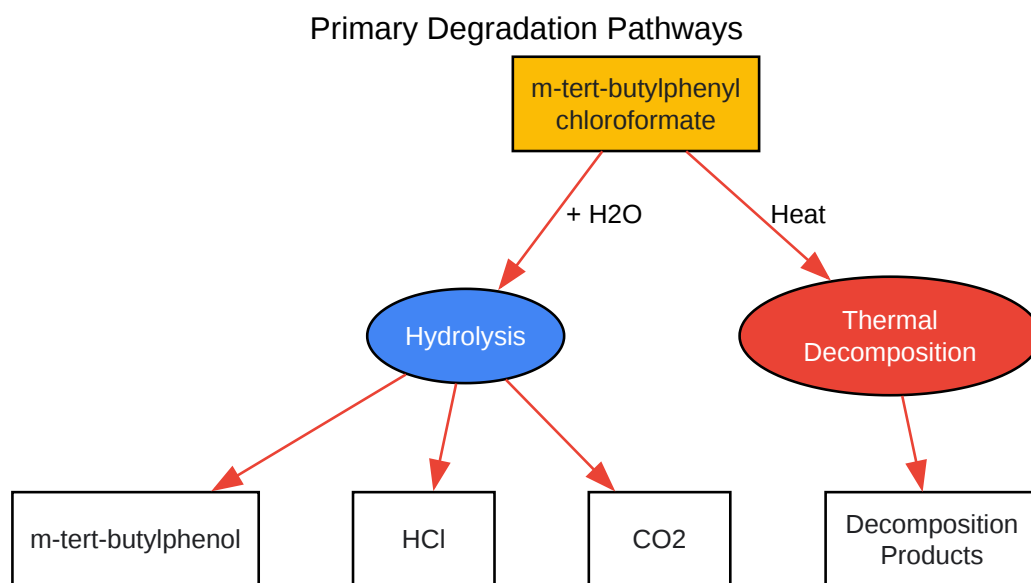 Primary Degradation Pathways
m-tert-butylphenyl
chloroformate
+ H2O
Heat
Hydrolysis
Thermal
Decomposition
m-tert-butylphenol
HCl
CO2
Decomposition
Products